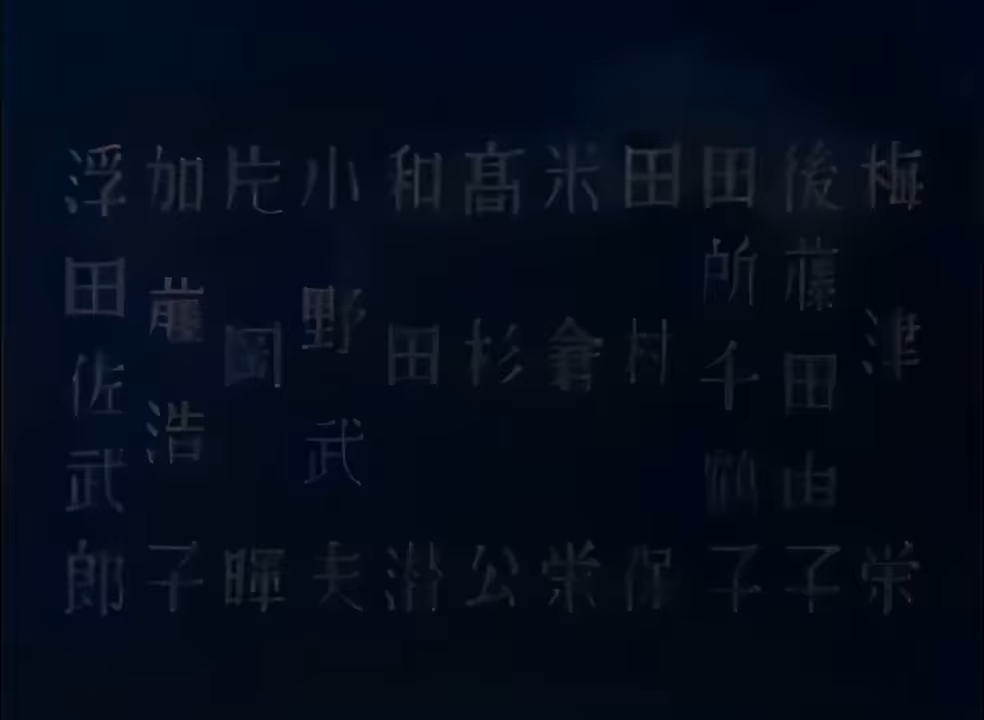 梅津栄
後藤田由子
田所千鶴子
田村保
米倉栄
髙杉公
和田
小野武夫
片岡暉
加藤浩子
浮田佐武郎